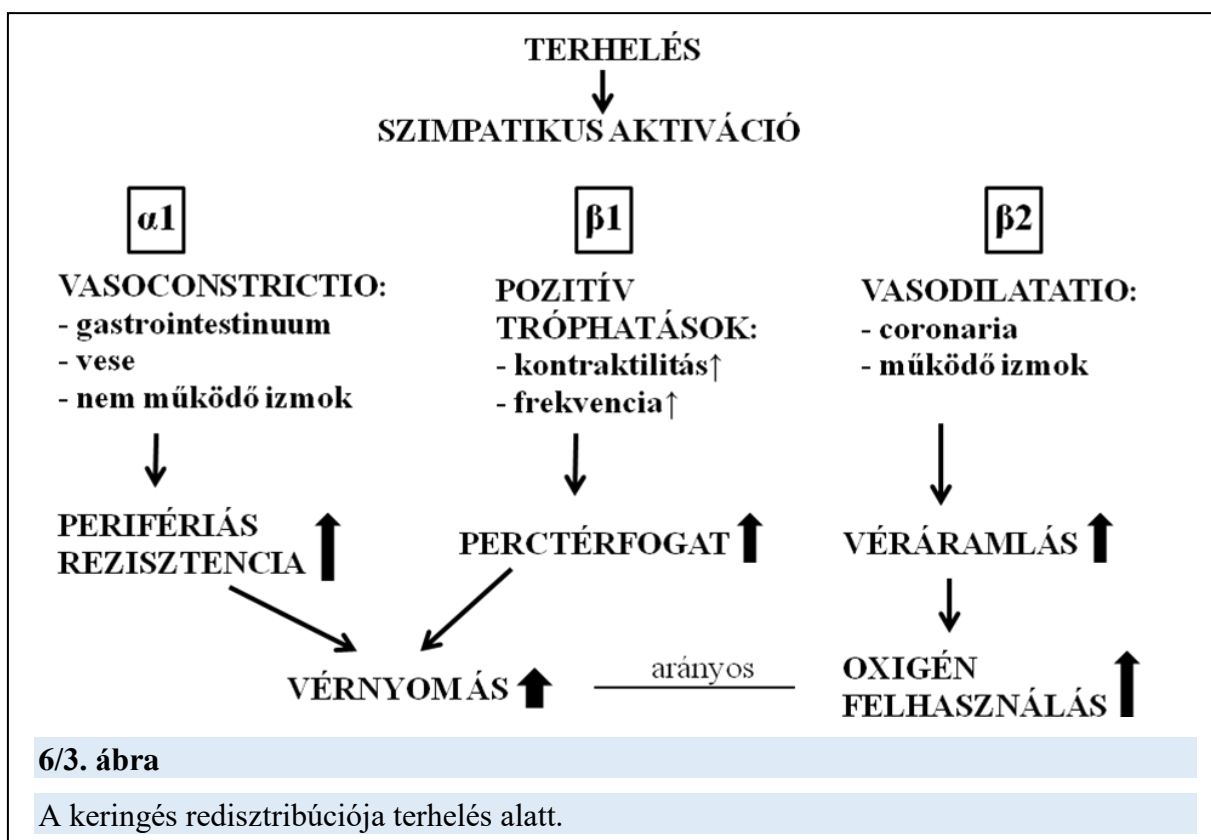 TERHELÉS
SZIMPATIKUS AKTIVÁCIÓ
α1
VASOCONSTRICTIO:
- gastrointestinuum
- vese
- nem működő izmok
PERIFÉRIÁS
REZISZTENCIA
β1
POZITÍV
TRÓPHATÁSOK:
- kontraktilitás↑
- frekvencia↑
PERCTÉRFOGAT
β2
VASODILATATIO:
- coronaria
- működő izmok
VÉRÁRAMLÁS
VÉRNYOMÁS
arányos
OXIGÉN
FELHASZNÁLÁS
6/3. ábra
A keringés redisztribúciója terhelés alatt.